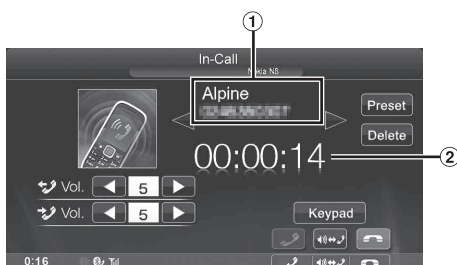 1
In-Call
Nokia N8
Alpine
Preset
Delete
00:00:14
2
Vol. 5
Vol. 5
Keypad
0:16